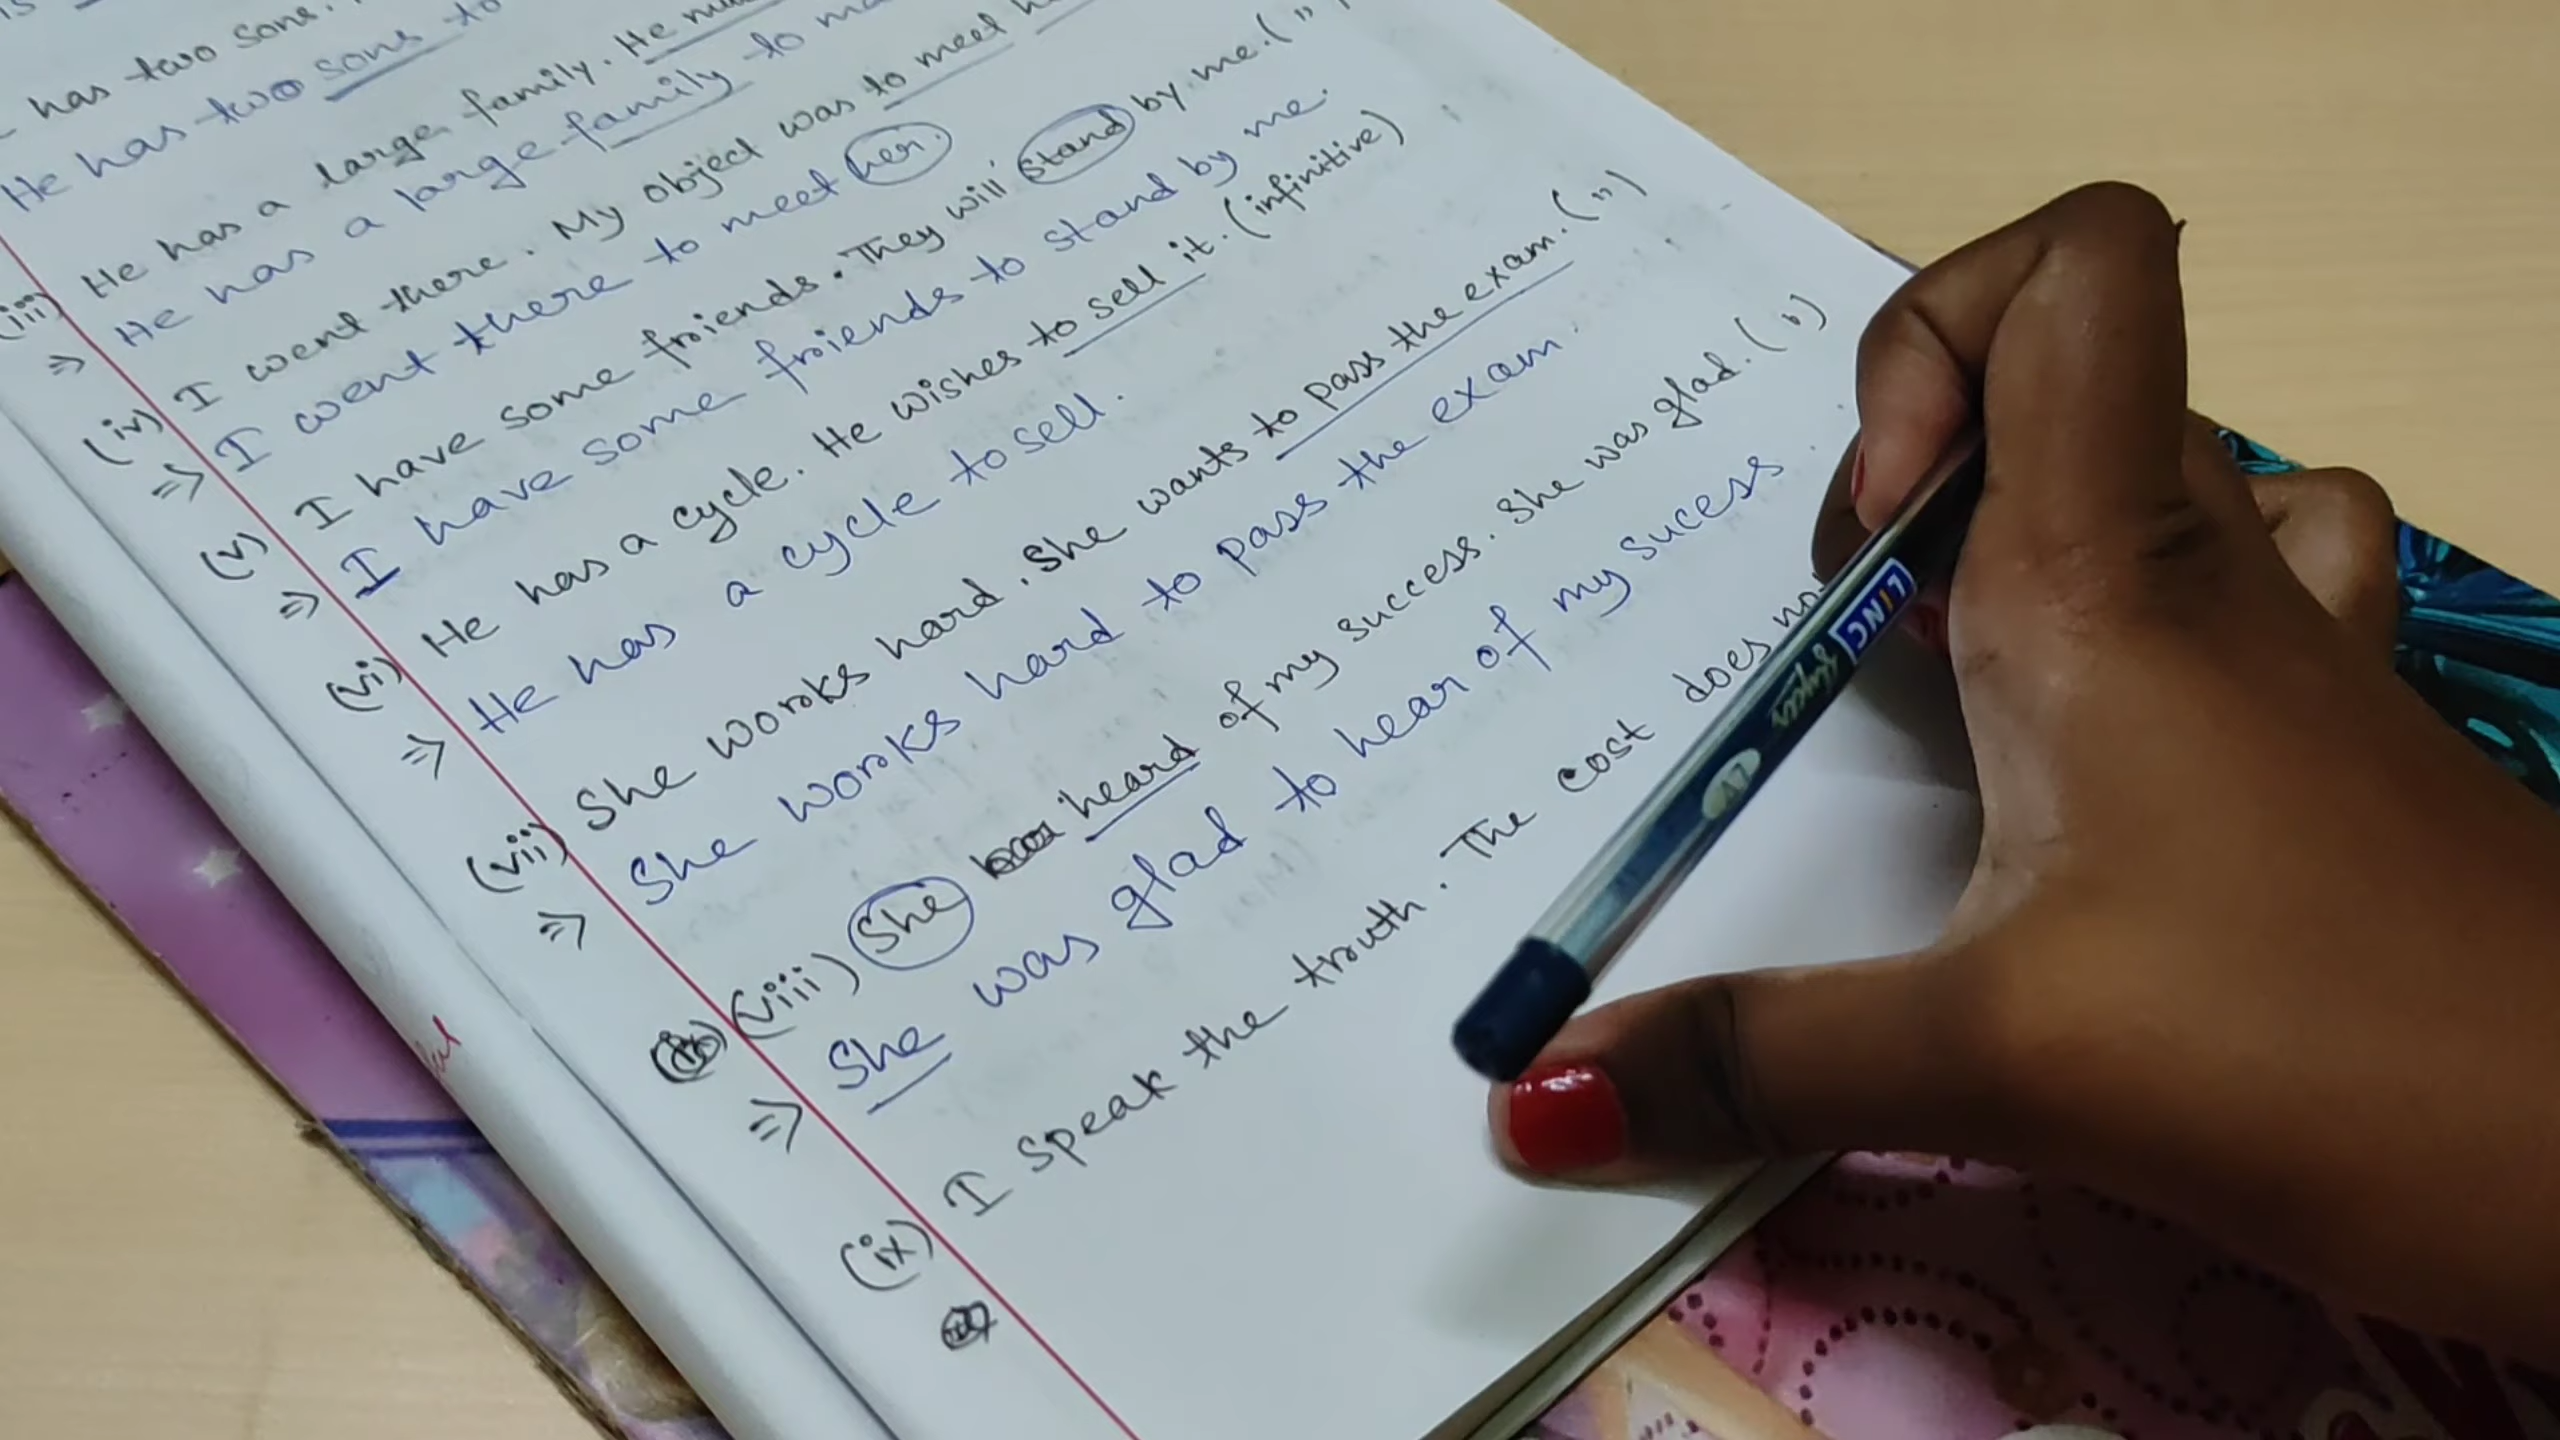 has two sons.
He has two sons to
(iii) He has a large family. He
=> He has a large family to
(iv) I went there. My object was to meet
=> I went there to meet her.
(v) I have some friends. They will stand by me. (")
=> I have some friends to stand by me.
(vi) He has a cycle. He wishes to sell it. (infinitive)
=> He has a cycle to sell.
(vii) She works hard. She wants to pass the exam. (")
=> She works hard to pass the exam.
(viii) She heard of my success. She was glad. (")
=> She was glad to hear of my sucess.
(ix) I speak the truth. The cost does not
LINC
glycer